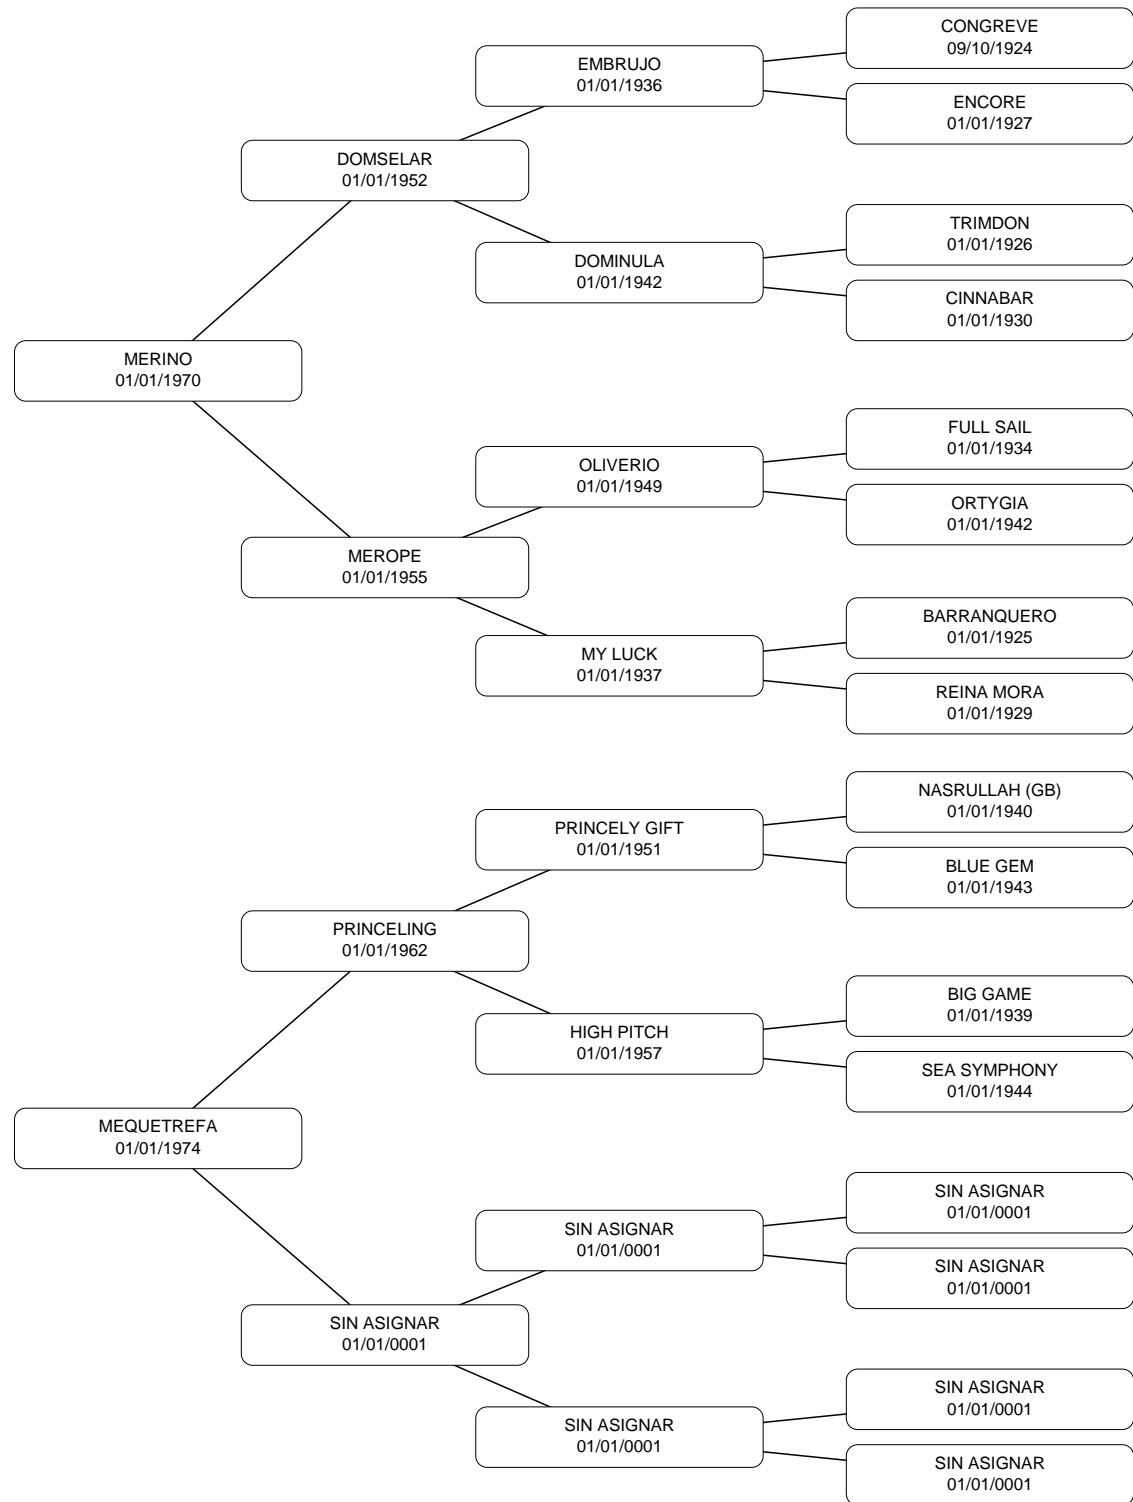 CONGREVE
09/10/1924
EMBRUJO
01/01/1936
ENCORE
01/01/1927
DOMSELAR
01/01/1952
TRIMDON
01/01/1926
DOMINULA
01/01/1942
CINNABAR
01/01/1930
MERINO
01/01/1970
FULL SAIL
01/01/1934
OLIVERIO
01/01/1949
ORTYGIA
01/01/1942
MEROPE
01/01/1955
BARRANQUERO
01/01/1925
MY LUCK
01/01/1937
REINA MORA
01/01/1929
NASRULLAH (GB)
01/01/1940
PRINCELY GIFT
01/01/1951
BLUE GEM
01/01/1943
PRINCELING
01/01/1962
BIG GAME
01/01/1939
HIGH PITCH
01/01/1957
SEA SYMPHONY
01/01/1944
MEQUETREFA
01/01/1974
SIN ASIGNAR
01/01/0001
SIN ASIGNAR
01/01/0001
SIN ASIGNAR
01/01/0001
SIN ASIGNAR
01/01/0001
SIN ASIGNAR
01/01/0001
SIN ASIGNAR
01/01/0001
SIN ASIGNAR
01/01/0001